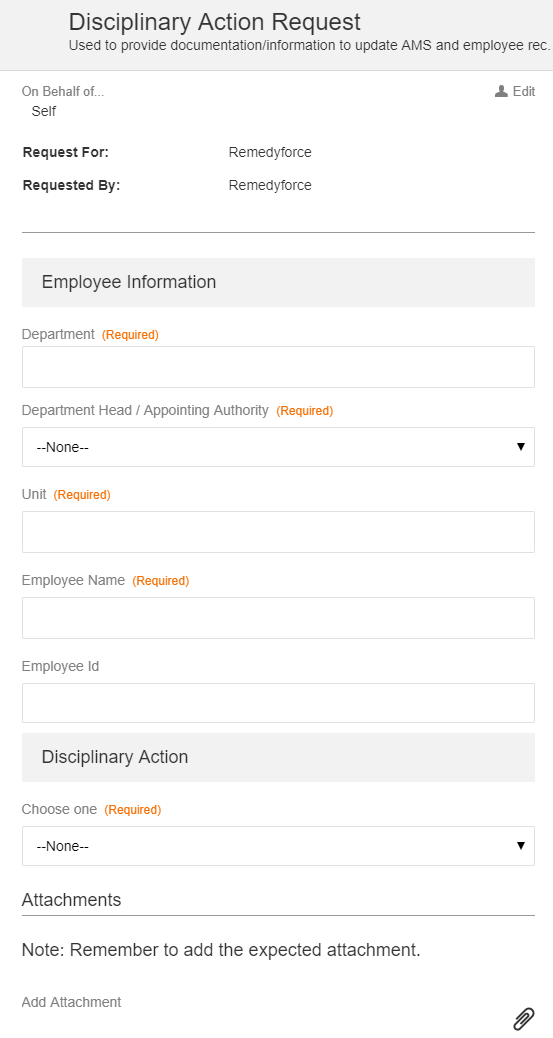 Disciplinary Action Request
Used to provide documentation/information to update AMS and employee rec.
On Behalf of...
Edit
Self
Request For: Remedyforce
Requested By: Remedyforce
Employee Information
Department (Required)
Department Head / Appointing Authority (Required)
--None--
Unit (Required)
Employee Name (Required)
Employee Id
Disciplinary Action
Choose one (Required)
--None--
Attachments
Note: Remember to add the expected attachment.
Add Attachment